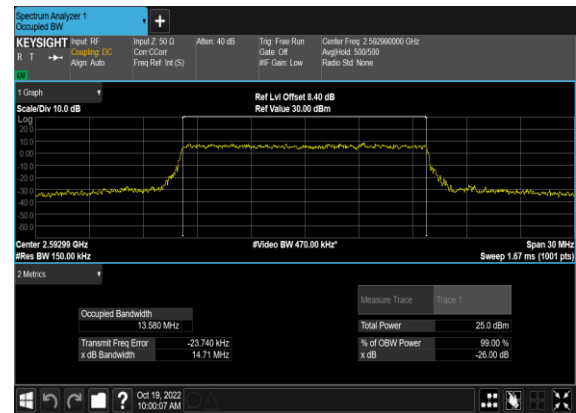 Spectrum Analyzer 1
Occupied BW
+
KEYSIGHT Input: RF Input Z: 50 Ω Atten: 40 dB Trig: Free Run Center Freq: 2.592990000 GHz
R T Coupling: DC Corr CCorr Gate: Off Avg|Hold: 500/500
Align: Auto Freq Ref: Int (S) #IF Gain: Low Radio Std: None
LW
1 Graph
Ref Lvl Offset 8.40 dB
Scale/Div 10.0 dB Ref Value 30.00 dBm
Log
20.0
10.0
0.00
-10.0
-20.0
-30.0
-40.0
-50.0
-60.0
Center 2.59299 GHz #Video BW 470.00 kHz* Span 30 MHz
#Res BW 150.00 kHz Sweep 1.67 ms (1001 pts)
2 Metrics
Measure Trace Trace 1
Occupied Bandwidth
13.580 MHz Total Power 25.0 dBm
Transmit Freq Error -23.740 kHz % of OBW Power 99.00 %
x dB Bandwidth 14.71 MHz x dB -26.00 dB
? Oct 19, 2022
10:00:07 AM